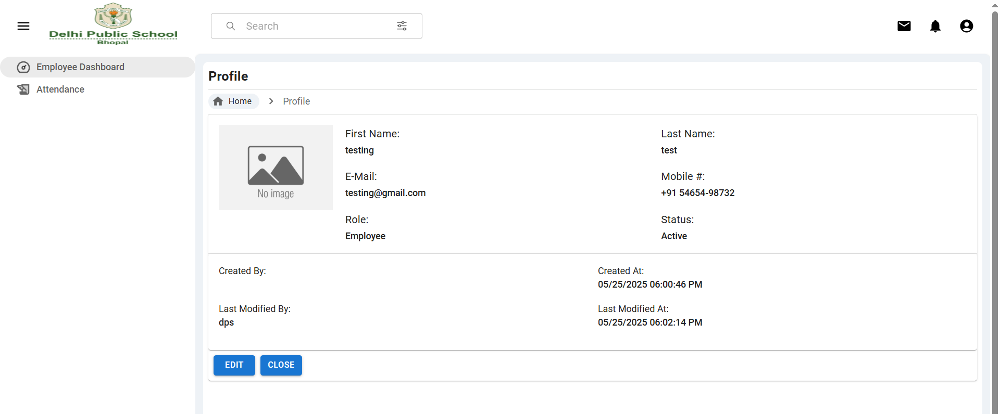 Delhi Public School
Bhopal
Search
Employee Dashboard
Attendance
Profile
Home
Profile
No image
First Name:
testing
Last Name:
test
E-Mail:
testing@gmail.com
Mobile #:
+91 54654-98732
Role:
Employee
Status:
Active
Created By:
Created At:
05/25/2025 06:00:46 PM
Last Modified By:
dps
Last Modified At:
05/25/2025 06:02:14 PM
EDIT
CLOSE